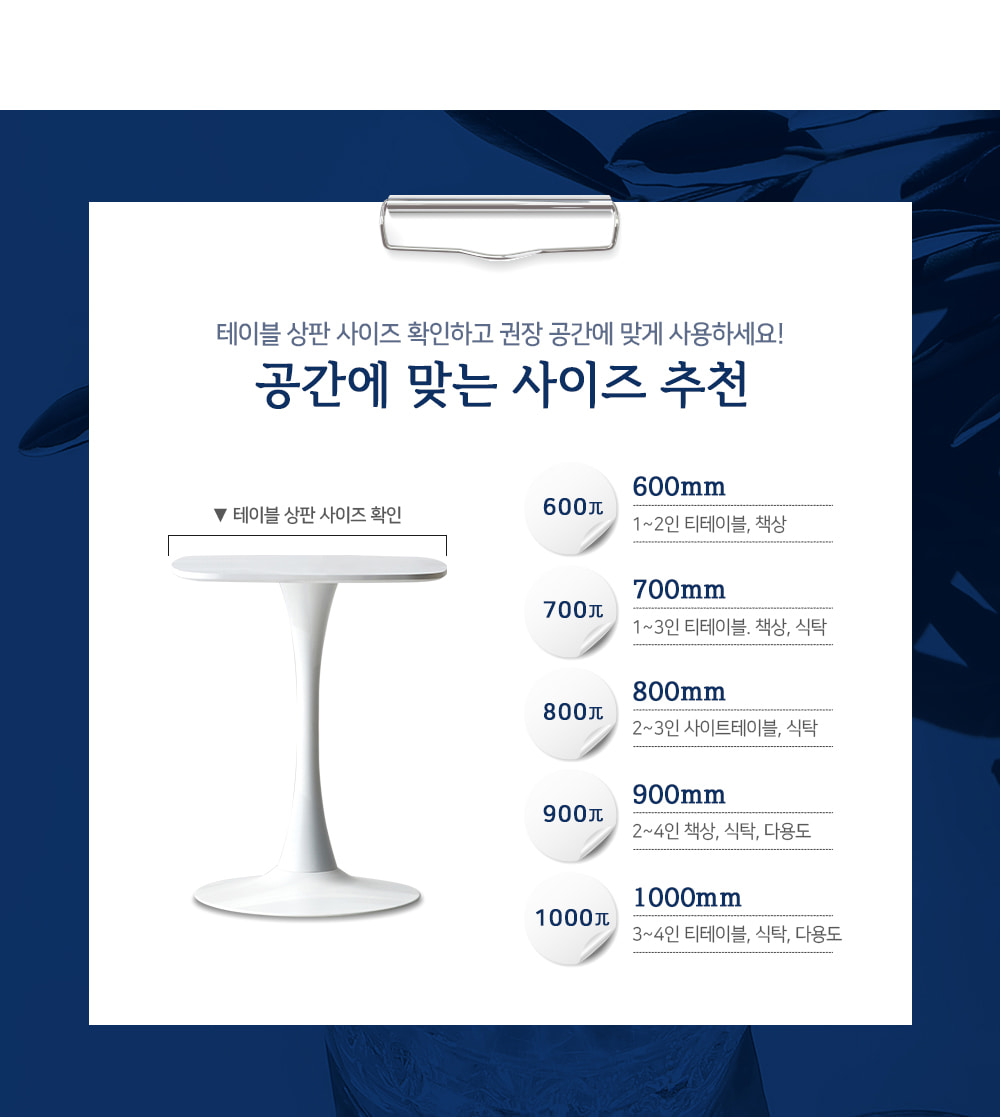 테이블 상판 사이즈 확인하고 권장 공간에 맞게 사용하세요!
공간에 맞는 사이즈 추천
▼ 테이블 상판 사이즈 확인
600π
600mm
1~2인 티테이블, 책상
700π
700mm
1~3인 티테이블. 책상, 식탁
800π
800mm
2~3인 사이트테이블, 식탁
900π
900mm
2~4인 책상, 식탁, 다용도
1000π
1000mm
3~4인 티테이블, 식탁, 다용도